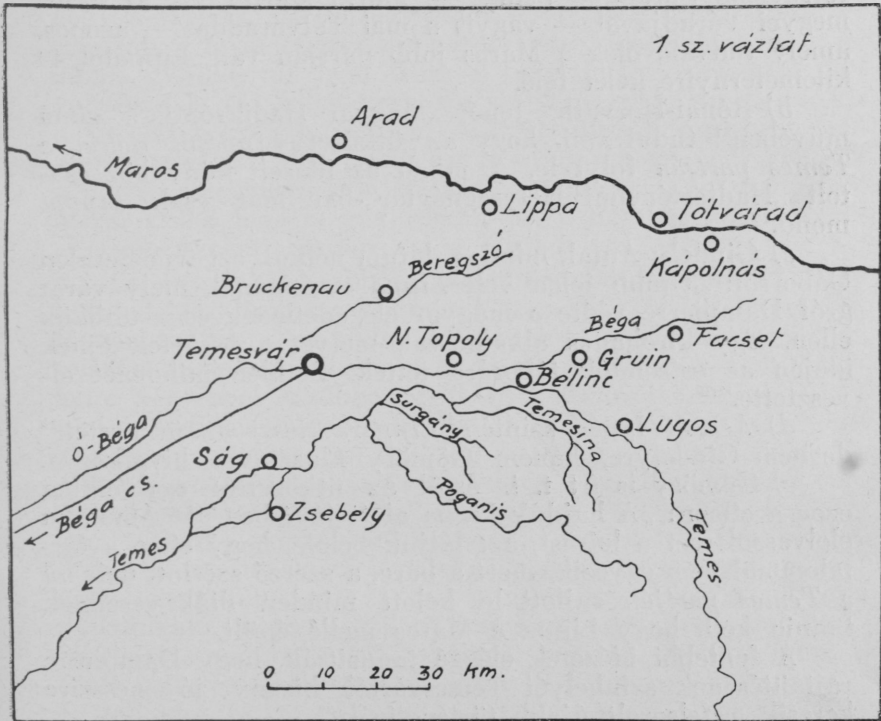 1. sz. vázlat.
Arad
Maros
Lippa
Tótvárad
Kápolnás
Beregszó
Bruckenau
Béga
Facset
N. Topoly
Gruin
Temesvár
Bélinc
Lugos
Ó-Béga
Surgány
Temesina
Ság
Béga cs.
Poganis
Zsebely
Temes
Temes
0 10 20 30 Km.